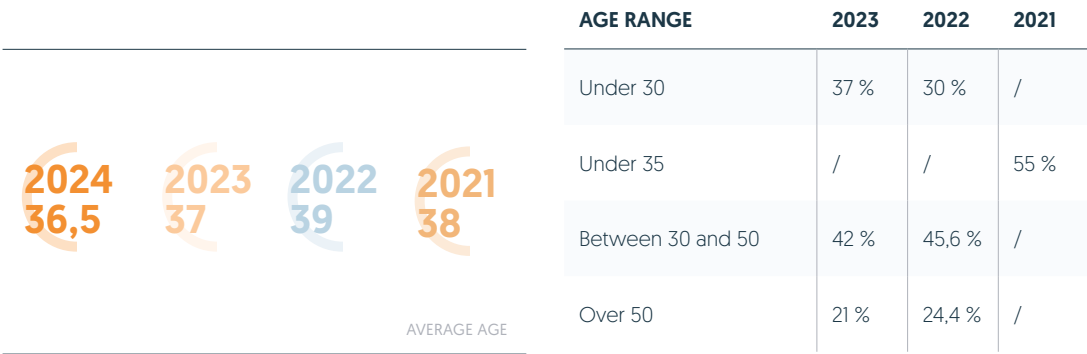 2024
36,5
2023
37
2022
39
2021
38
AVERAGE AGE
AGE RANGE 2023 2022 2021
Under 30 37 % 30 % /
Under 35 / / 55 %
Between 30 and 50 42 % 45,6 % /
Over 50 21 % 24,4 % /